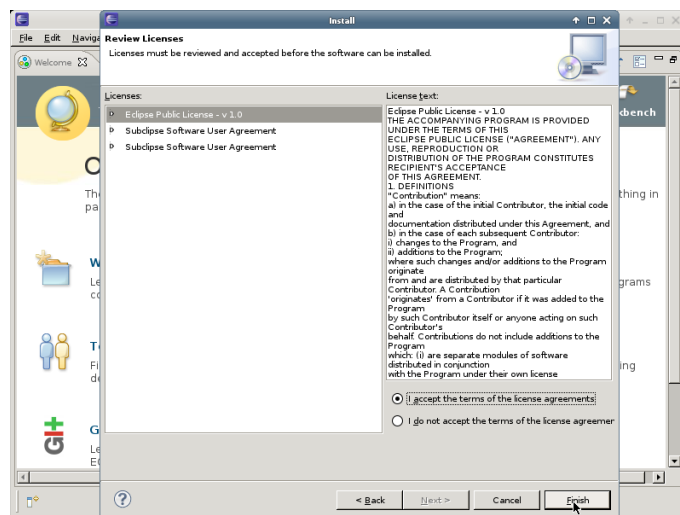 Install
File Edit Naviga
Welcome
Review Licenses
Licenses must be reviewed and accepted before the software can be installed.
Licenses:
Eclipse Public License - v 1.0
Subclipse Software User Agreement
Subclipse Software User Agreement
License text:
Eclipse Public License - v 1.0
THE ACCOMPANYING PROGRAM IS PROVIDED
UNDER THE TERMS OF THIS
ECLIPSE PUBLIC LICENSE ("AGREEMENT"). ANY
USE, REPRODUCTION OR
DISTRIBUTION OF THE PROGRAM CONSTITUTES
RECIPIENT'S ACCEPTANCE
OF THIS AGREEMENT.
1. DEFINITIONS
"Contribution" means:
a) in the case of the initial Contributor, the initial code
and
documentation distributed under this Agreement, and
b) in the case of each subsequent Contributor:
i) changes to the Program, and
ii) additions to the Program;
where such changes and/or additions to the Program
originate
from and are distributed by that particular
Contributor. A Contribution
'originates' from a Contributor if it was added to the
Program
by such Contributor itself or anyone acting on such
Contributor's
behalf. Contributions do not include additions to the
Program
which: (i) are separate modules of software
distributed in conjunction
with the Program under their own license
I accept the terms of the license agreements
I do not accept the terms of the license agreemer
< Back
Next >
Cancel
Finish
kbench
O
Th
pa
thing in
W
Le
co
grams
T
Fi
de
ing
G
Le
E
Git